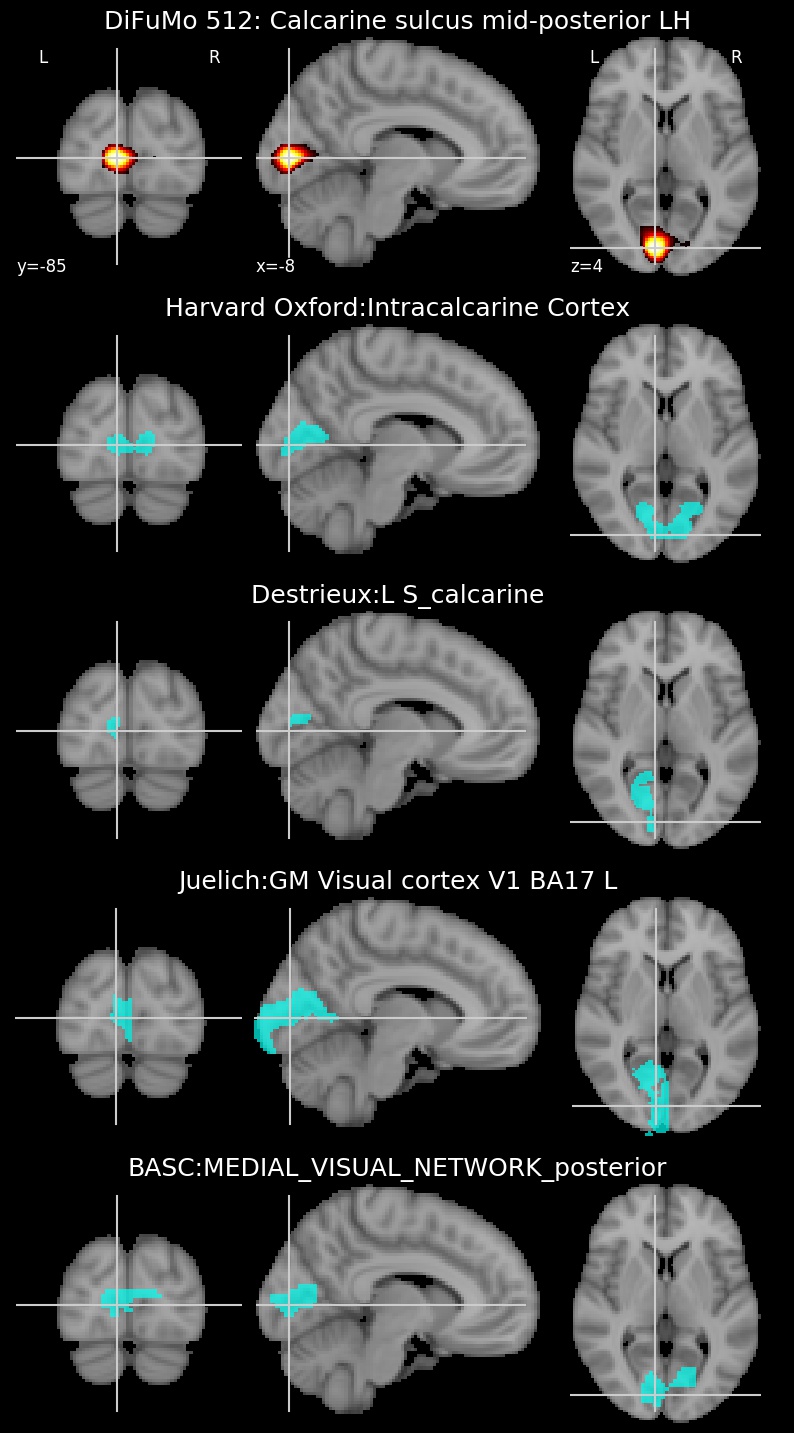 DiFuMo 512: Calcarine sulcus mid-posterior LH
L R L R
y=-85 x=-8 z=4
Harvard Oxford:Intracalcarine Cortex
Destrieux:L S_calcarine
Juelich:GM Visual cortex V1 BA17 L
BASC:MEDIAL_VISUAL_NETWORK_posterior